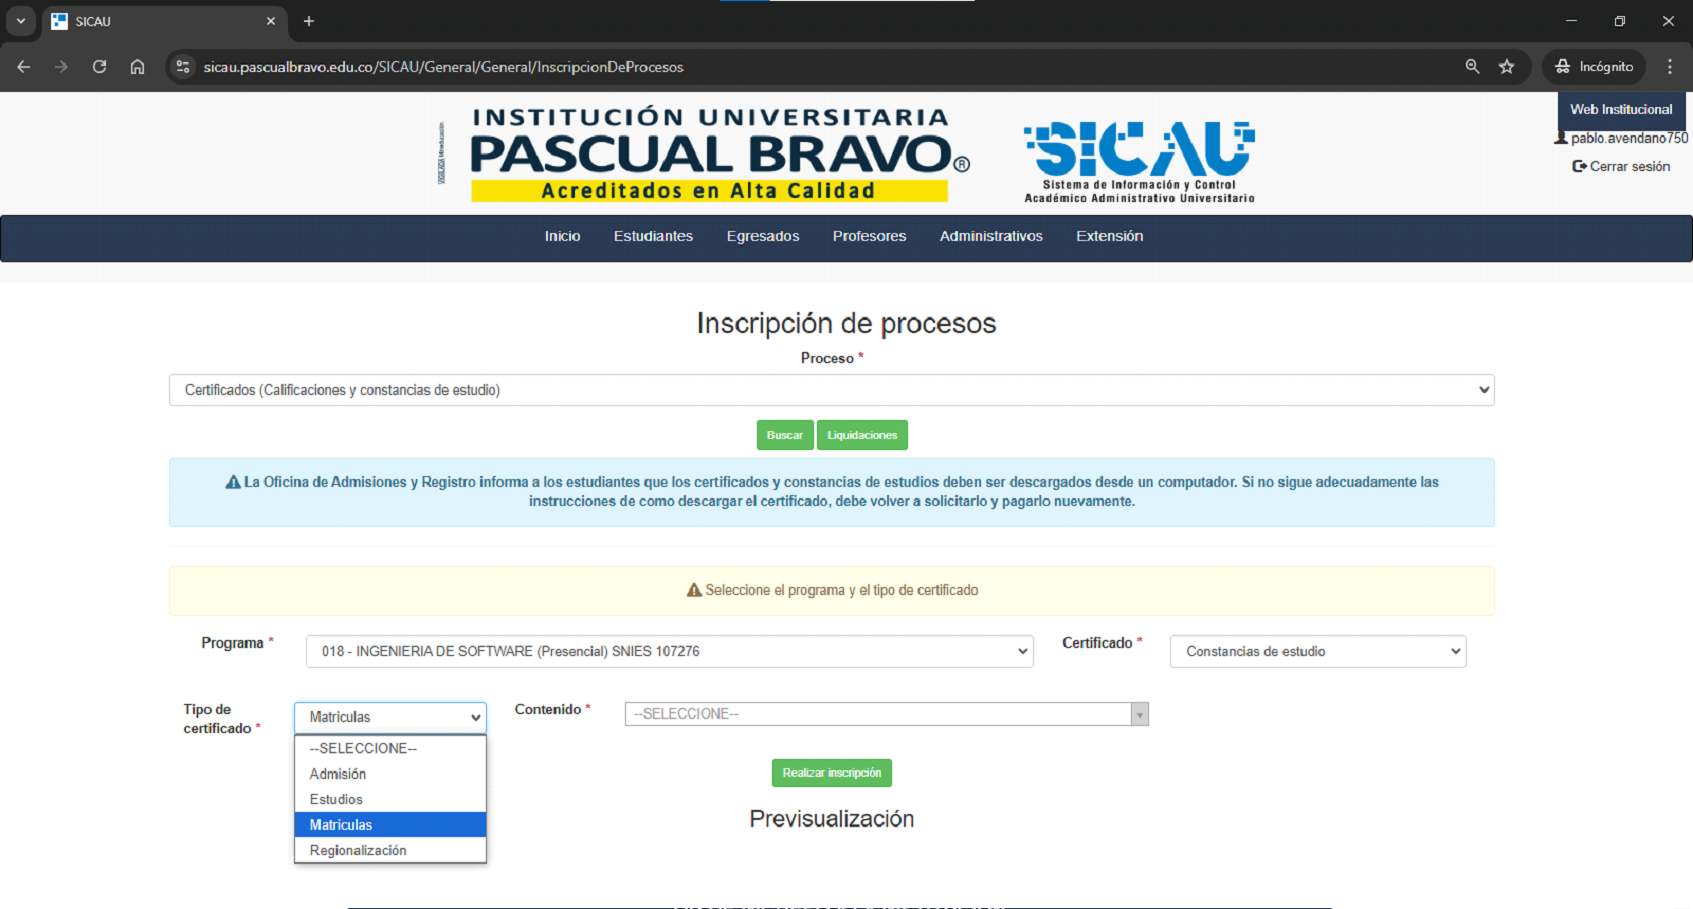 SICAU
sicau.pascualbravo.edu.co/SICAU/General/General/InscripcionDeProcesos
Incógnito
INSTITUCIÓN UNIVERSITARIA
PASCUAL BRAVO®
Acreditados en Alta Calidad
VIGILADA Mineducación
SICAU
Sistema de Información y Control
Académico Administrativo Universitario
Web Institucional
pablo.avendano750
Cerrar sesión
Inicio Estudiantes Egresados Profesores Administrativos Extensión
Inscripción de procesos
Proceso *
Certificados (Calificaciones y constancias de estudio)
Buscar Liquidaciones
La Oficina de Admisiones y Registro informa a los estudiantes que los certificados y constancias de estudios deben ser descargados desde un computador. Si no sigue adecuadamente las
instrucciones de como descargar el certificado, debe volver a solicitarlo y pagarlo nuevamente.
Seleccione el programa y el tipo de certificado
Programa * 018 - INGENIERIA DE SOFTWARE (Presencial) SNIES 107276 Certificado * Constancias de estudio
Tipo de
certificado *
Matriculas
Contenido * --SELECCIONE--
--SELECCIONE--
Admisión
Estudios
Matriculas
Regionalización
Realizar inscripción
Previsualización